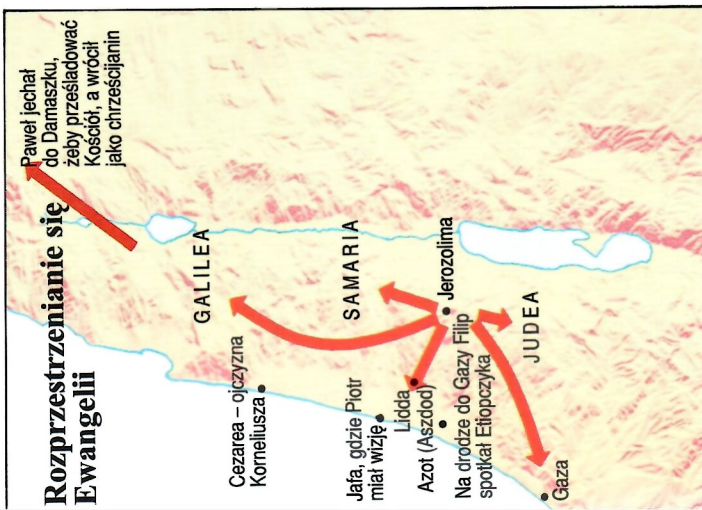 Rozprzestrzenianie się
Ewangelii
Paweł jechał
do Damaszku,
żeby prześladować
Kościół, a wrócił
jako chrześcijanin
GALILEA
Cezarea – ojczyzna
Korneliusza
SAMARIA
Jafa, gdzie Piotr
miał wizję
Lidda
Azot (Aszdod)
Jerozolima
Na drodze do Gazy Filip
spotkał Etiopczyka
JUDEA
Gaza